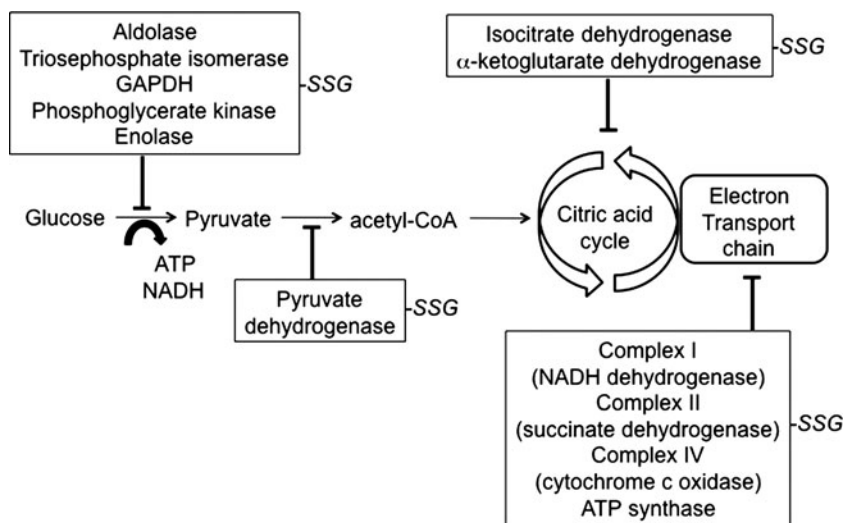 Aldolase
Triosephosphate isomerase
GAPDH
Phosphoglycerate kinase
Enolase
-SSG
Isocitrate dehydrogenase
α-ketoglutarate dehydrogenase
-SSG
Glucose
Pyruvate
acetyl-CoA
Citric acid
cycle
Electron
Transport
chain
ATP
NADH
Pyruvate
dehydrogenase
-SSG
Complex I
(NADH dehydrogenase)
Complex II
(succinate dehydrogenase)
Complex IV
(cytochrome c oxidase)
ATP synthase
-SSG